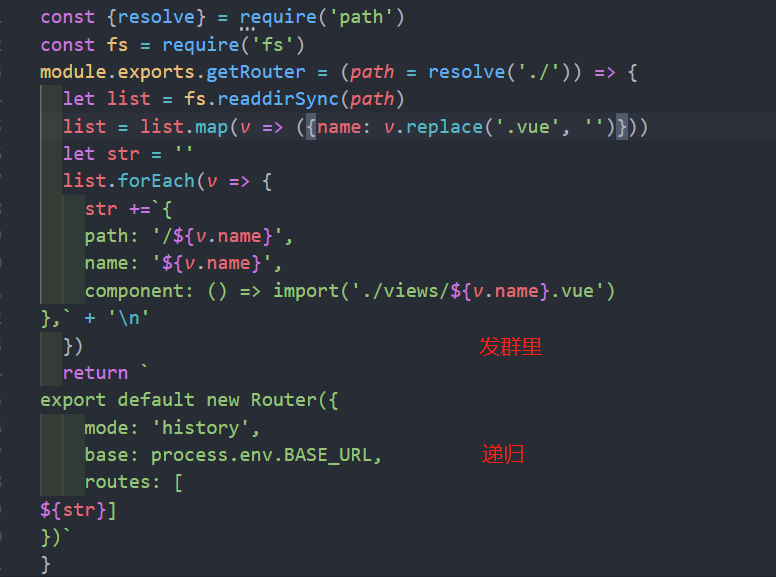 const {resolve} = require('path')
const fs = require('fs')
module.exports.getRouter = (path = resolve('./')) => {
let list = fs.readdirSync(path)
list = list.map(v => ({name: v.replace('.vue', '')}))
let str = ''
list.forEach(v => {
str +=`{
path: '/${v.name}',
name: '${v.name}',
component: () => import('./views/${v.name}.vue')
},` + '\n'
})
发群里
return `
export default new Router({
mode: 'history',
base: process.env.BASE_URL,
递归
routes: [
${str}]
})`
}